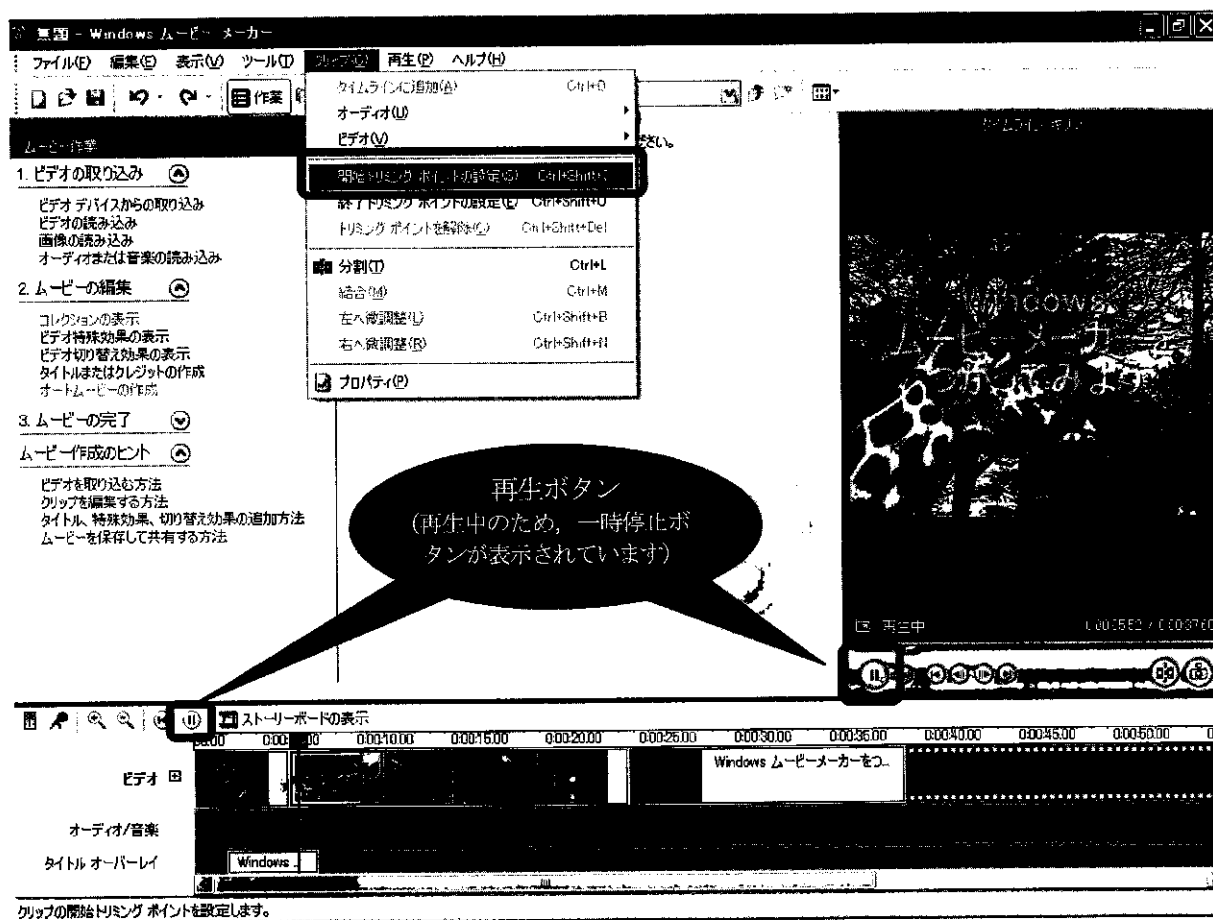 無題 - Windows ムービー メーカー
ファイル(F) 編集(E) 表示(V) ツール(T) クリップ(C) 再生(P) ヘルプ(H)
作業
タイムラインに追加(A) Ctrl+D
オーディオ(U)
ビデオ(V)
ださい。
開始トリミング ポイントの設定(S) Ctrl+Shift+I
終了トリミング ポイントの設定(E) Ctrl+Shift+O
トリミング ポイントを解除(C) Ctrl+Shift+Del
分割(T) Ctrl+L
結合(M) Ctrl+M
左へ微調整(L) Ctrl+Shift+B
右へ微調整(R) Ctrl+Shift+N
プロパティ(P)
ムービー作業
1. ビデオの取り込み
ビデオ デバイスからの取り込み
ビデオの読み込み
画像の読み込み
オーディオまたは音楽の読み込み
2. ムービーの編集
コレクションの表示
ビデオ特殊効果の表示
ビデオ切り替え効果の表示
タイトルまたはクレジットの作成
オートムービーの作成
3. ムービーの完了
ムービー作成のヒント
ビデオを取り込む方法
クリップを編集する方法
タイトル、特殊効果、切り替え効果の追加方法
ムービーを保存して共有する方法
Windows
ムービーメーカーを
つかってみます
再生ボタン
(再生中のため，一時停止ボ
タンが表示されています)
再生中
ストーリーボードの表示
0:00:10.00 0:00:15.00 0:00:20.00 0:00:25.00 0:00:30.00 0:00:35.00 0:00:40.00 0:00:45.00 0:00:50.00
ビデオ
Windows ムービーメーカーをつ...
オーディオ/音楽
タイトル オーバーレイ
Windows
クリップの開始トリミング ポイントを設定します。